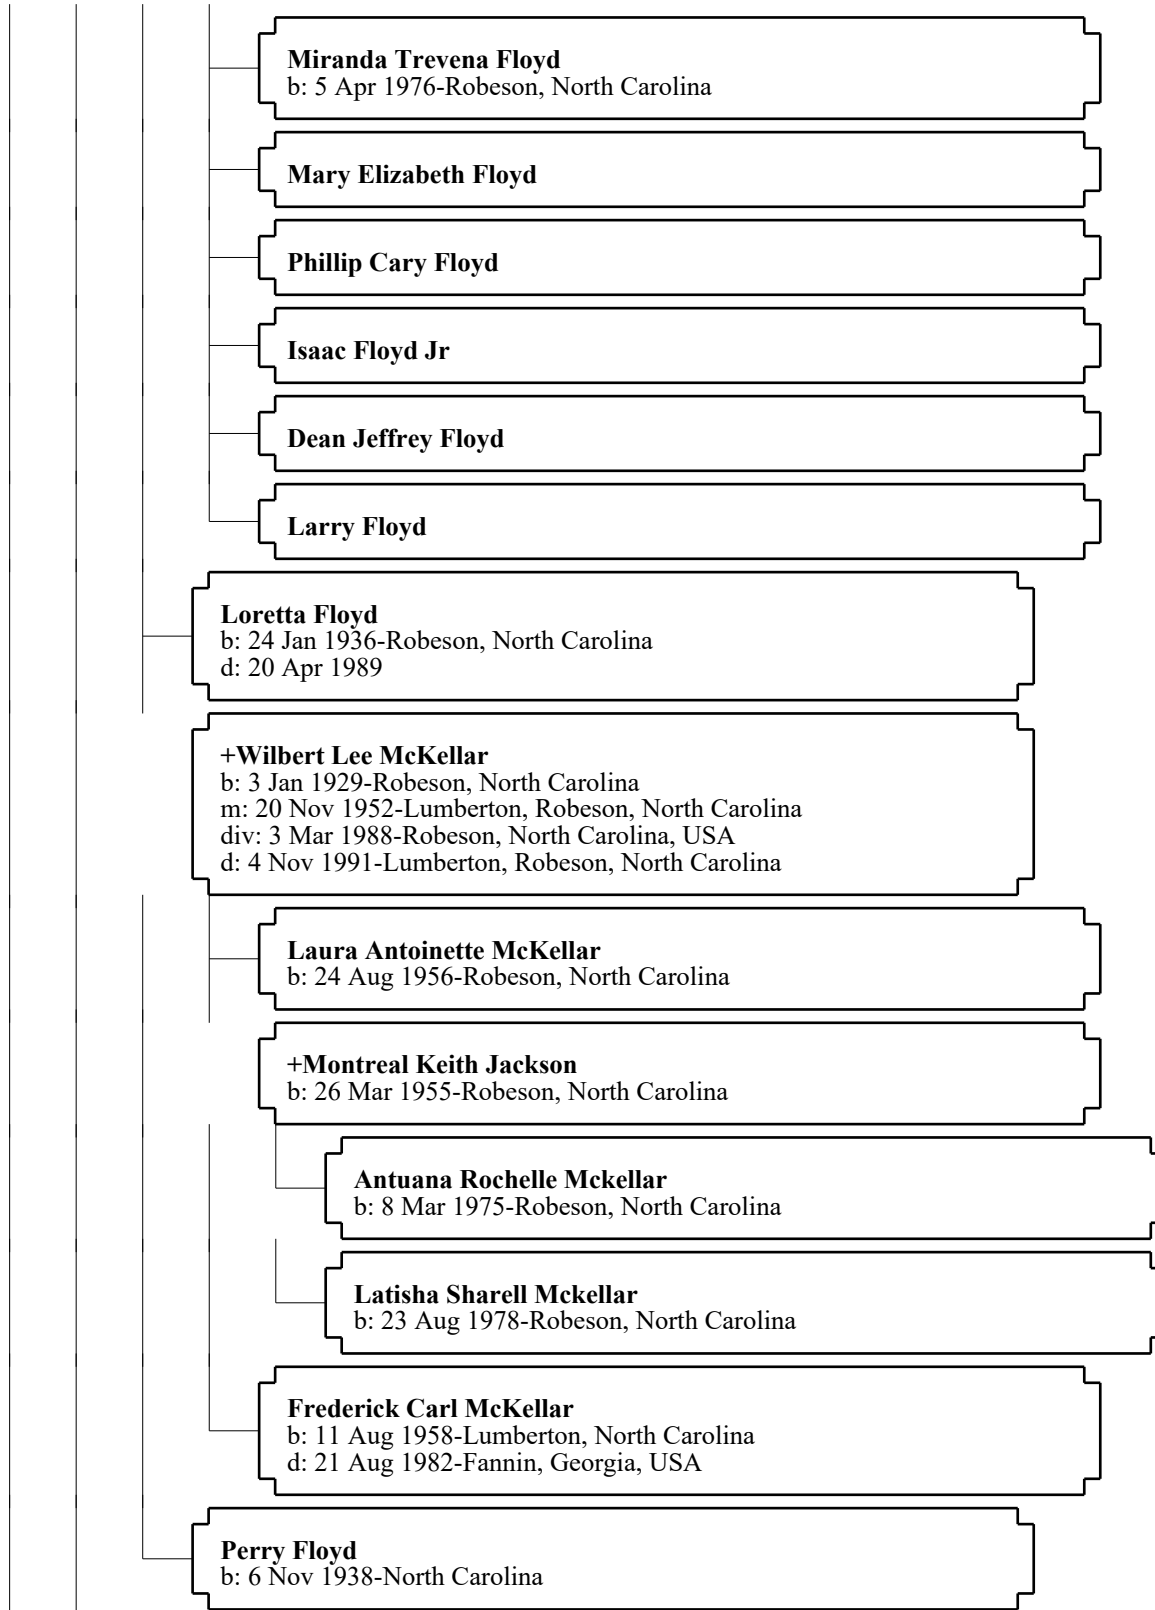 Miranda Trevena Floyd
b: 5 Apr 1976-Robeson, North Carolina
Mary Elizabeth Floyd
Phillip Cary Floyd
Isaac Floyd Jr
Dean Jeffrey Floyd
Larry Floyd
Loretta Floyd
b: 24 Jan 1936-Robeson, North Carolina
d: 20 Apr 1989
+Wilbert Lee McKellar
b: 3 Jan 1929-Robeson, North Carolina
m: 20 Nov 1952-Lumberton, Robeson, North Carolina
div: 3 Mar 1988-Robeson, North Carolina, USA
d: 4 Nov 1991-Lumberton, Robeson, North Carolina
Laura Antoinette McKellar
b: 24 Aug 1956-Robeson, North Carolina
+Montreal Keith Jackson
b: 26 Mar 1955-Robeson, North Carolina
Antuana Rochelle Mckellar
b: 8 Mar 1975-Robeson, North Carolina
Latisha Sharell Mckellar
b: 23 Aug 1978-Robeson, North Carolina
Frederick Carl McKellar
b: 11 Aug 1958-Lumberton, North Carolina
d: 21 Aug 1982-Fannin, Georgia, USA
Perry Floyd
b: 6 Nov 1938-North Carolina